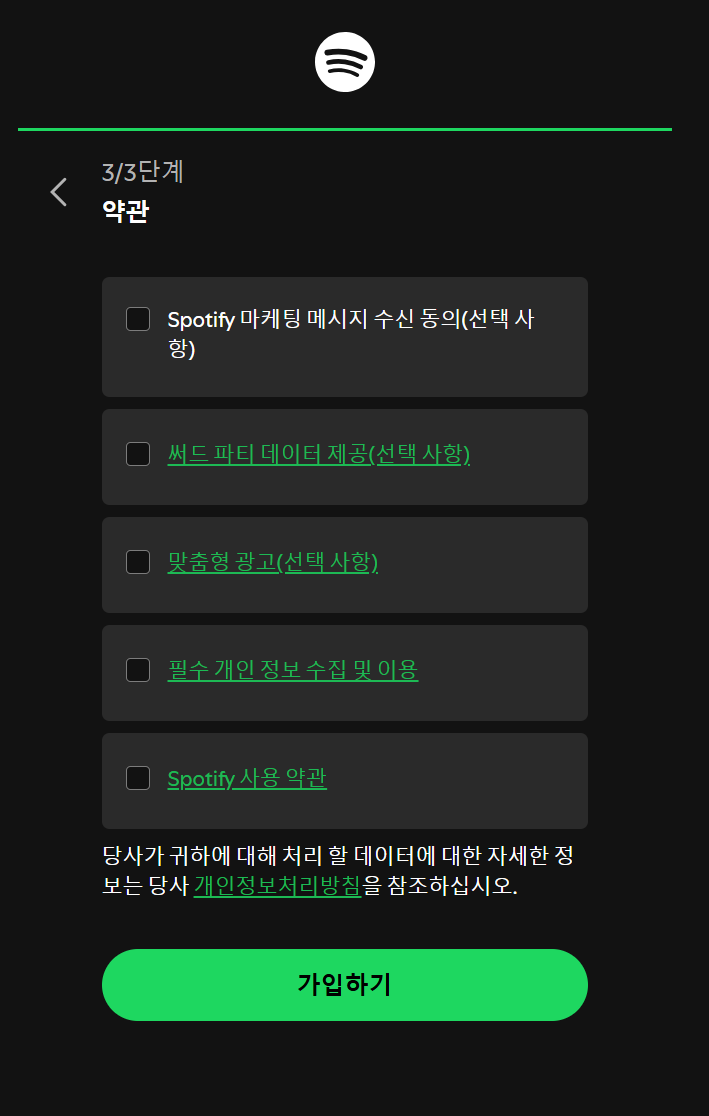 3/3단계
약관
Spotify 마케팅 메시지 수신 동의(선택 사
항)
써드 파티 데이터 제공(선택 사항)
맞춤형 광고(선택 사항)
필수 개인 정보 수집 및 이용
Spotify 사용 약관
당사가 귀하에 대해 처리 할 데이터에 대한 자세한 정
보는 당사 개인정보처리방침을 참조하십시오.
가입하기